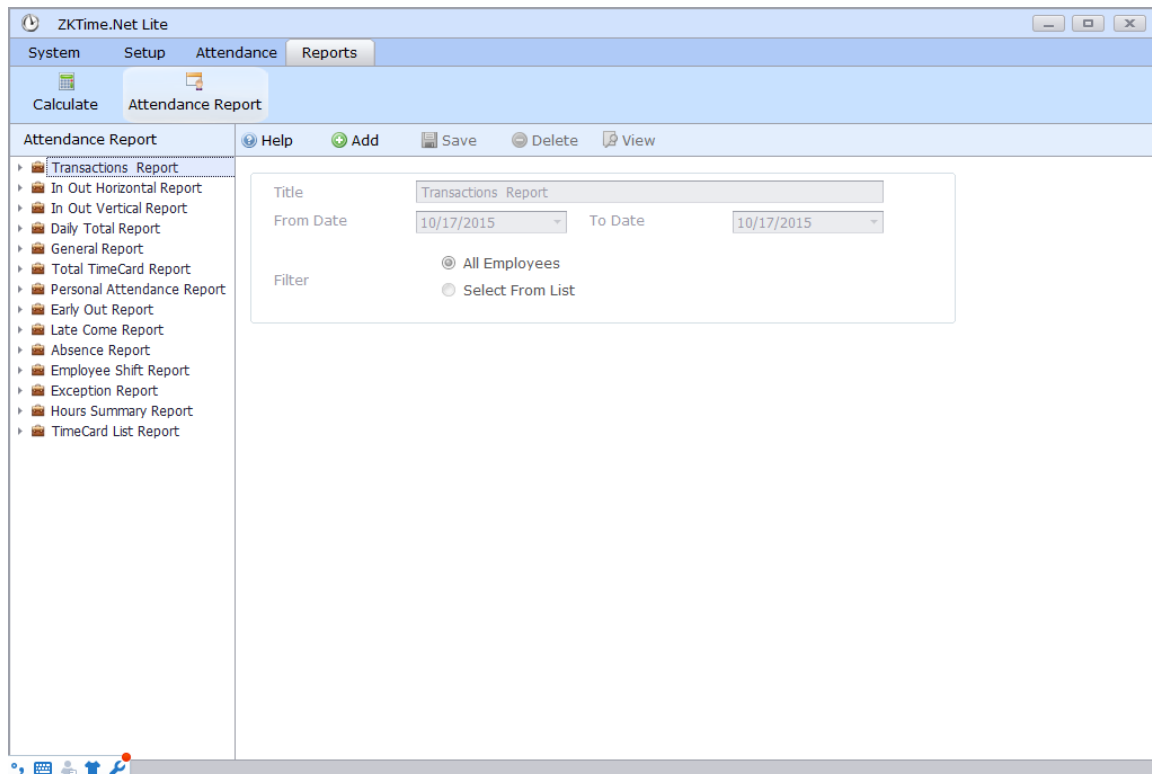 ZKTime.Net Lite
System Setup Attendance Reports
Calculate Attendance Report
Attendance Report
Help Add Save Delete View
Transactions  Report
In Out Horizontal Report
In Out Vertical Report
Daily Total Report
General Report
Total TimeCard Report
Personal Attendance Report
Early Out Report
Late Come Report
Absence Report
Employee Shift Report
Exception Report
Hours Summary Report
TimeCard List Report
Title Transactions  Report
From Date 10/17/2015 To Date 10/17/2015
Filter
All Employees
Select From List